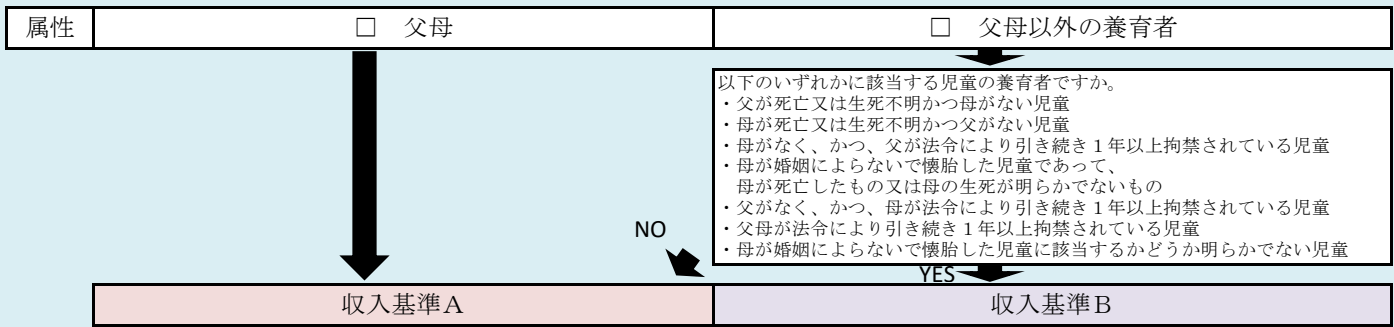 属性 □ 父母 □ 父母以外の養育者
以下のいずれかに該当する児童の養育者ですか。
・父が死亡又は生死不明かつ母がない児童
・母が死亡又は生死不明かつ父がない児童
・母がなく、かつ、父が法令により引き続き1年以上拘禁されている児童
・母が婚姻によらないで懐胎した児童であって、
母が死亡したもの又は母の生死が明らかでないもの
・父がなく、かつ、母が法令により引き続き1年以上拘禁されている児童
・父母が法令により引き続き1年以上拘禁されている児童
・母が婚姻によらないで懐胎した児童に該当するかどうか明らかでない児童
NO
YES
収入基準A 収入基準B